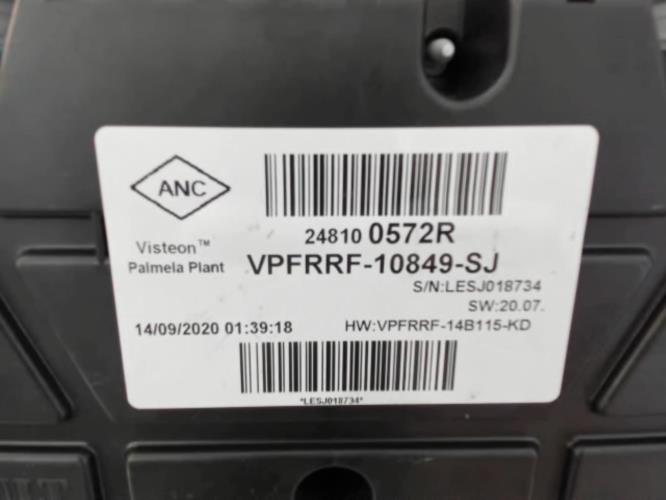 ANC
24810 0572R
Visteon™
Palmela Plant
VPFRRF-10849-SJ
S/N:LESJ018734
SW:20.07.
14/09/2020 01:39:18
HW:VPFRRF-14B115-KD
*LESJ018734*